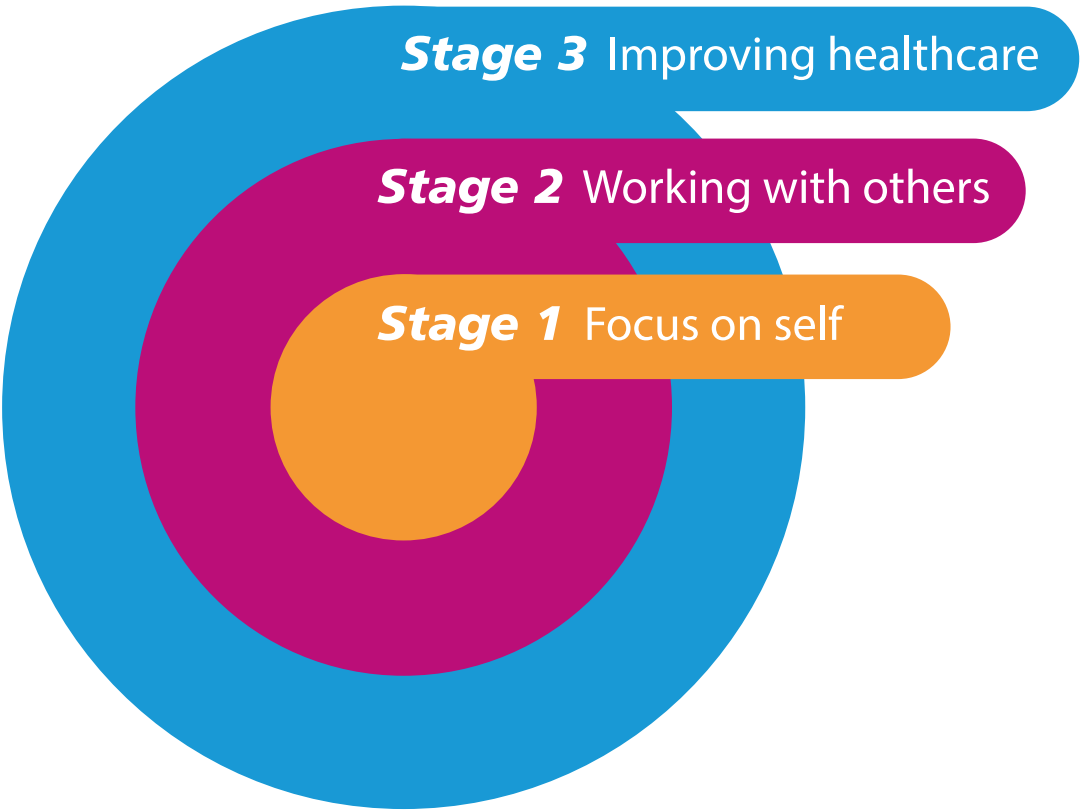 Stage 3 Improving healthcare
Stage 2 Working with others
Stage 1 Focus on self